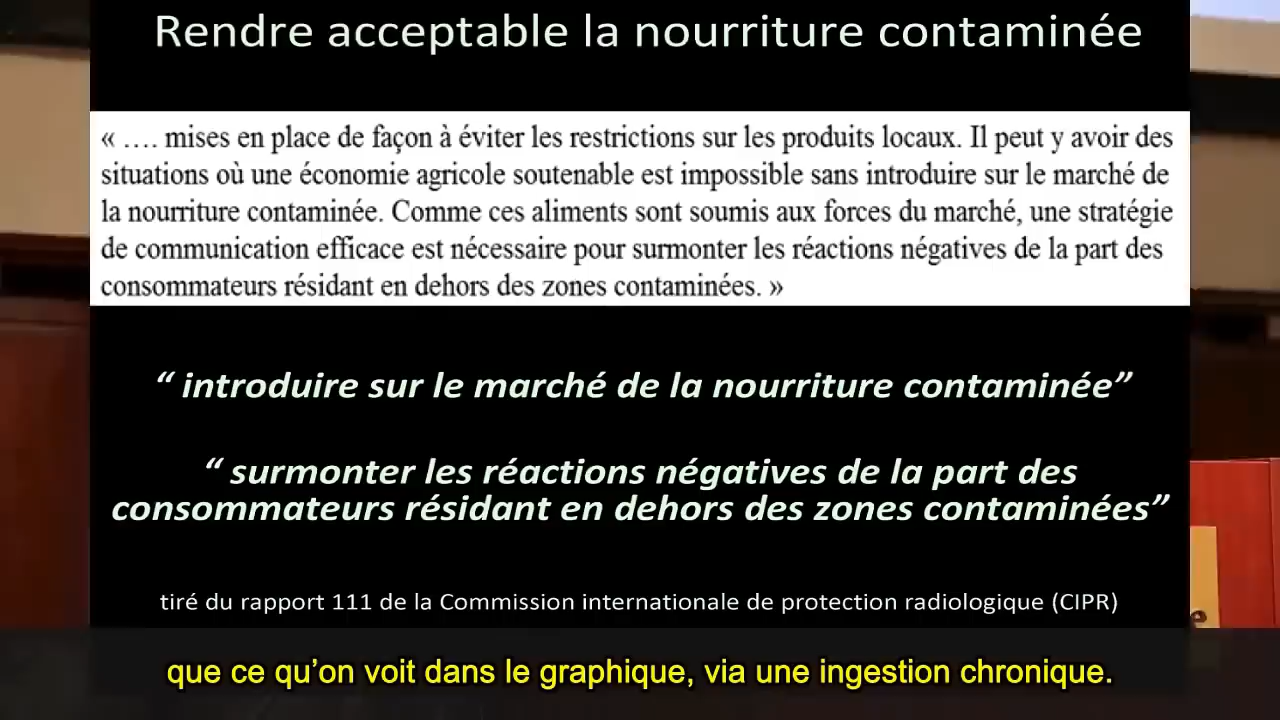 Rendre acceptable la nourriture contaminée
« …. mises en place de façon à éviter les restrictions sur les produits locaux. Il peut y avoir des
situations où une économie agricole soutenable est impossible sans introduire sur le marché de
la nourriture contaminée. Comme ces aliments sont soumis aux forces du marché, une stratégie
de communication efficace est nécessaire pour surmonter les réactions négatives de la part des
consommateurs résidant en dehors des zones contaminées. »
“ introduire sur le marché de la nourriture contaminée”
“ surmonter les réactions négatives de la part des
consommateurs résidant en dehors des zones contaminées”
tiré du rapport 111 de la Commission internationale de protection radiologique (CIPR)
que ce qu’on voit dans le graphique, via une ingestion chronique.